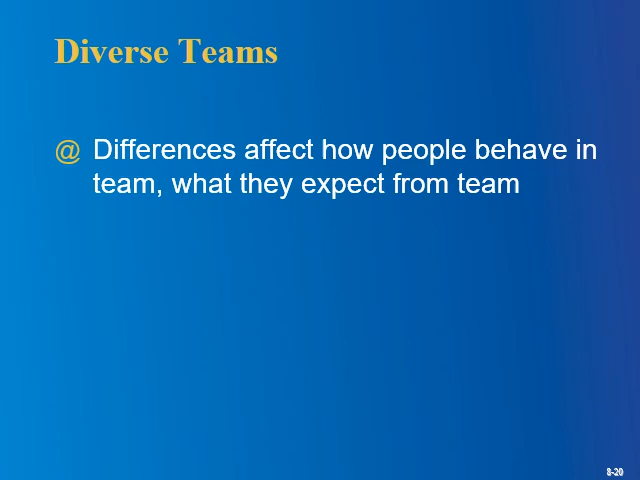 Diverse Teams
@ Differences affect how people behave in
team, what they expect from team
8-20